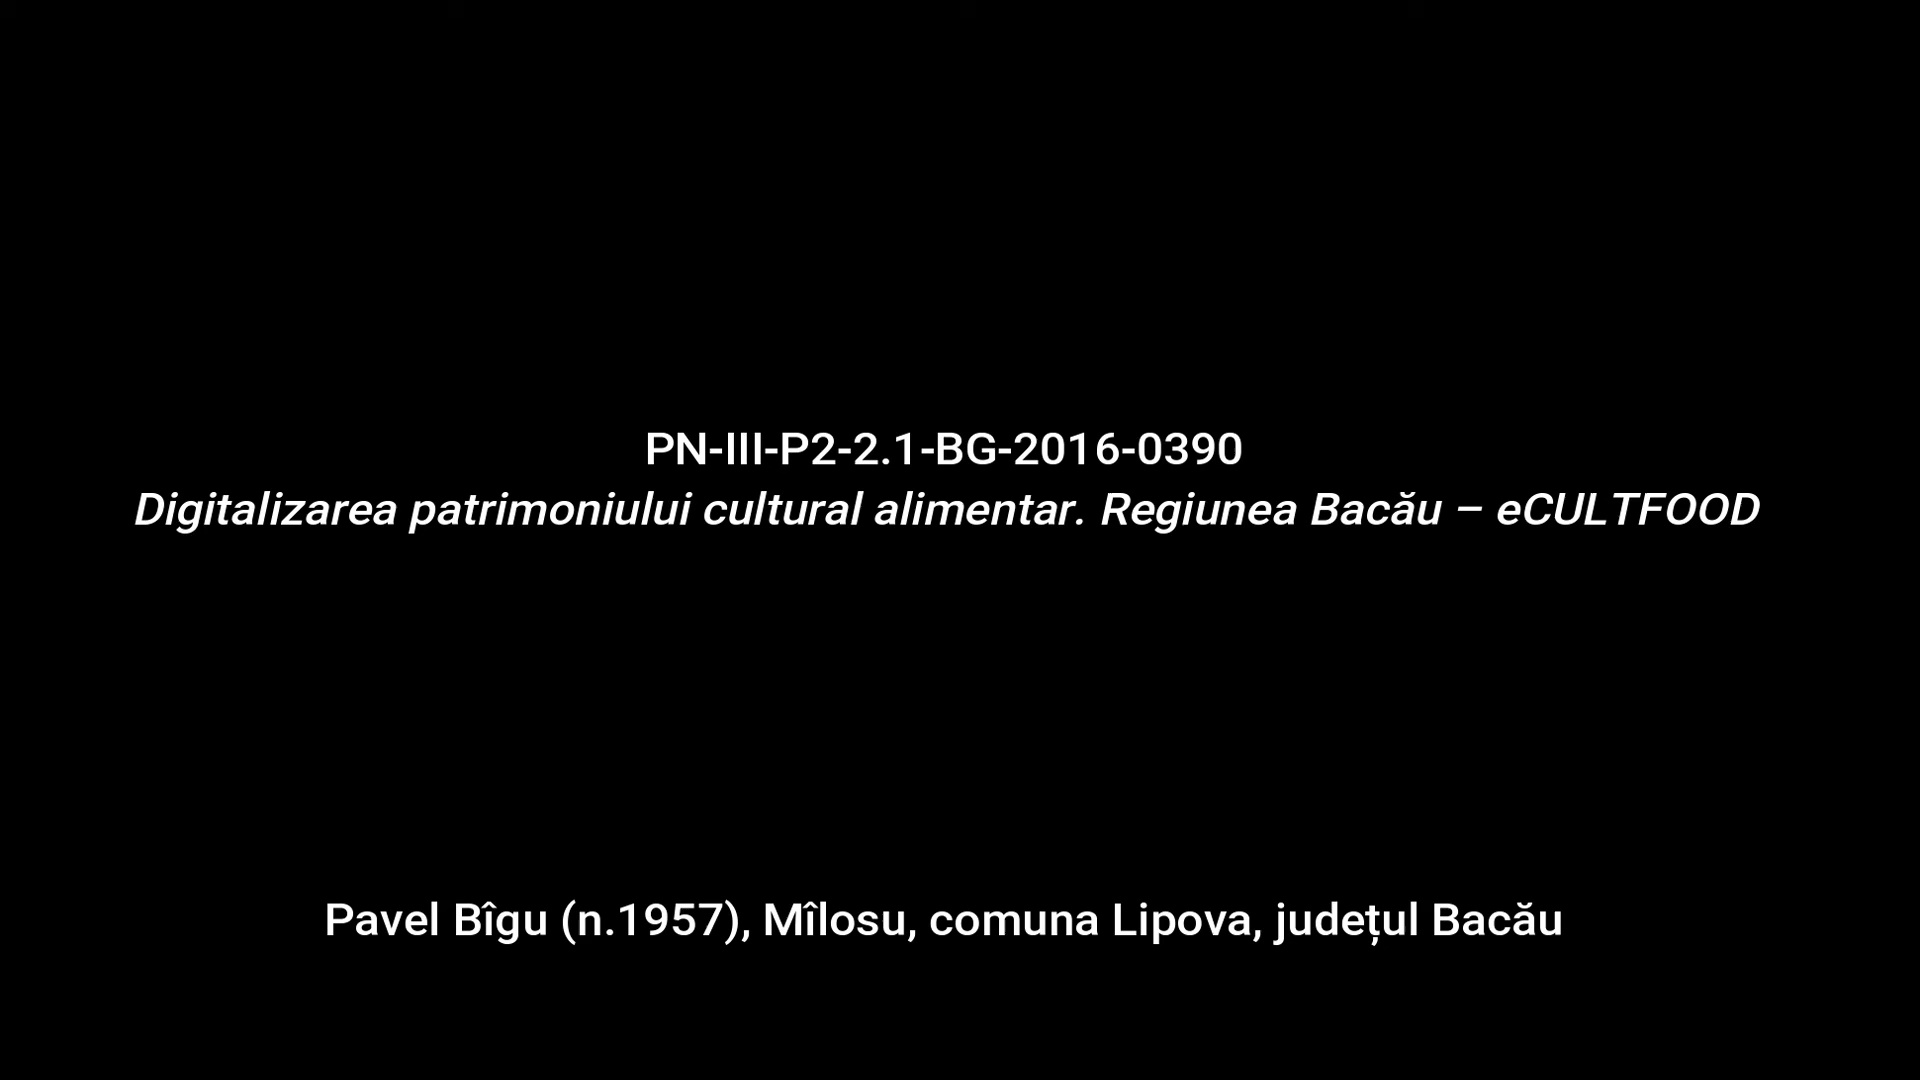 PN-III-P2-2.1-BG-2016-0390
Digitalizarea patrimoniului cultural alimentar. Regiunea Bacău – eCULTFOOD
Pavel Bîgu (n.1957), Mîlosu, comuna Lipova, județul Bacău